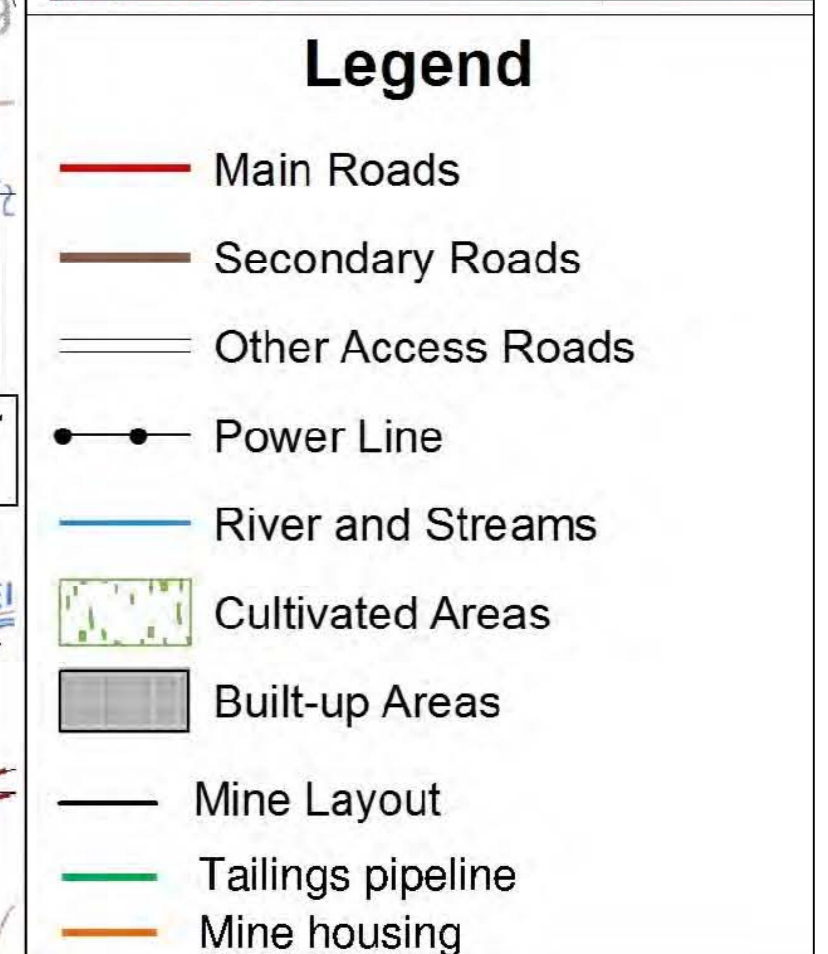 Legend
Main Roads
Secondary Roads
Other Access Roads
Power Line
River and Streams
Cultivated Areas
Built-up Areas
Mine Layout
Tailings pipeline
Mine housing